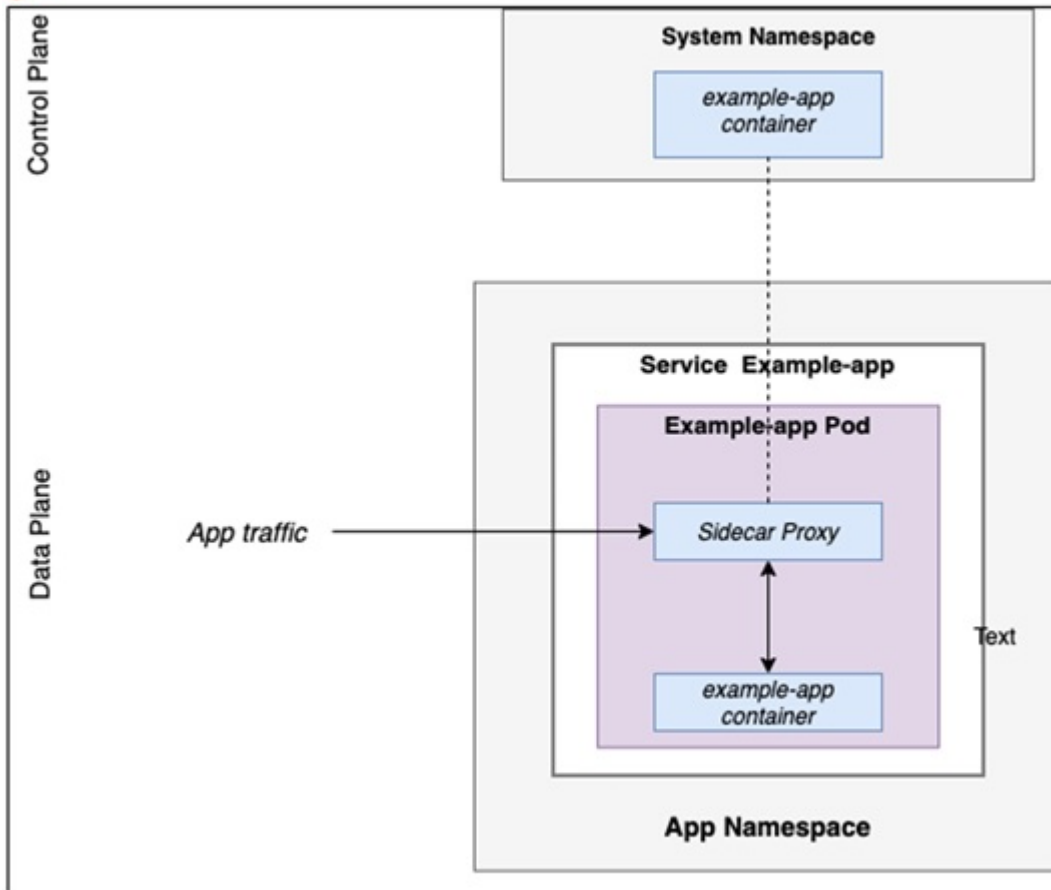 Control Plane
System Namespace
example-app
container
Service  Example-app
Example-app Pod
Data Plane
App traffic
Sidecar Proxy
Text
example-app
container
App Namespace